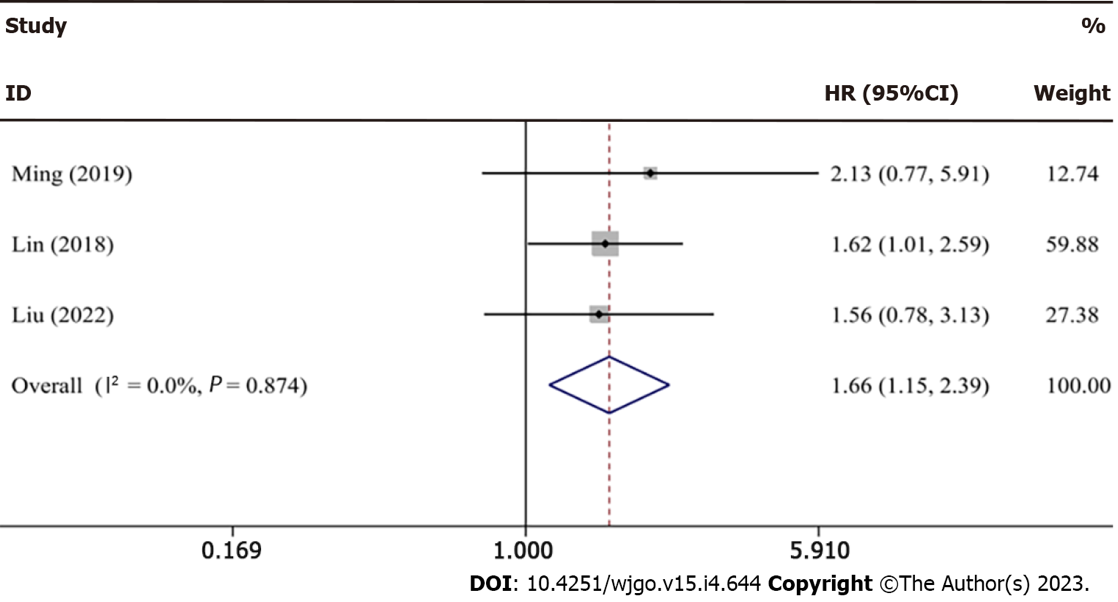 Study %
ID HR (95%CI) Weight
Ming (2019) 2.13 (0.77, 5.91) 12.74
Lin (2018) 1.62 (1.01, 2.59) 59.88
Liu (2022) 1.56 (0.78, 3.13) 27.38
Overall (I² = 0.0%, P = 0.874) 1.66 (1.15, 2.39) 100.00
0.169 1.000 5.910
DOI: 10.4251/wjgo.v15.i4.644 Copyright ©The Author(s) 2023.